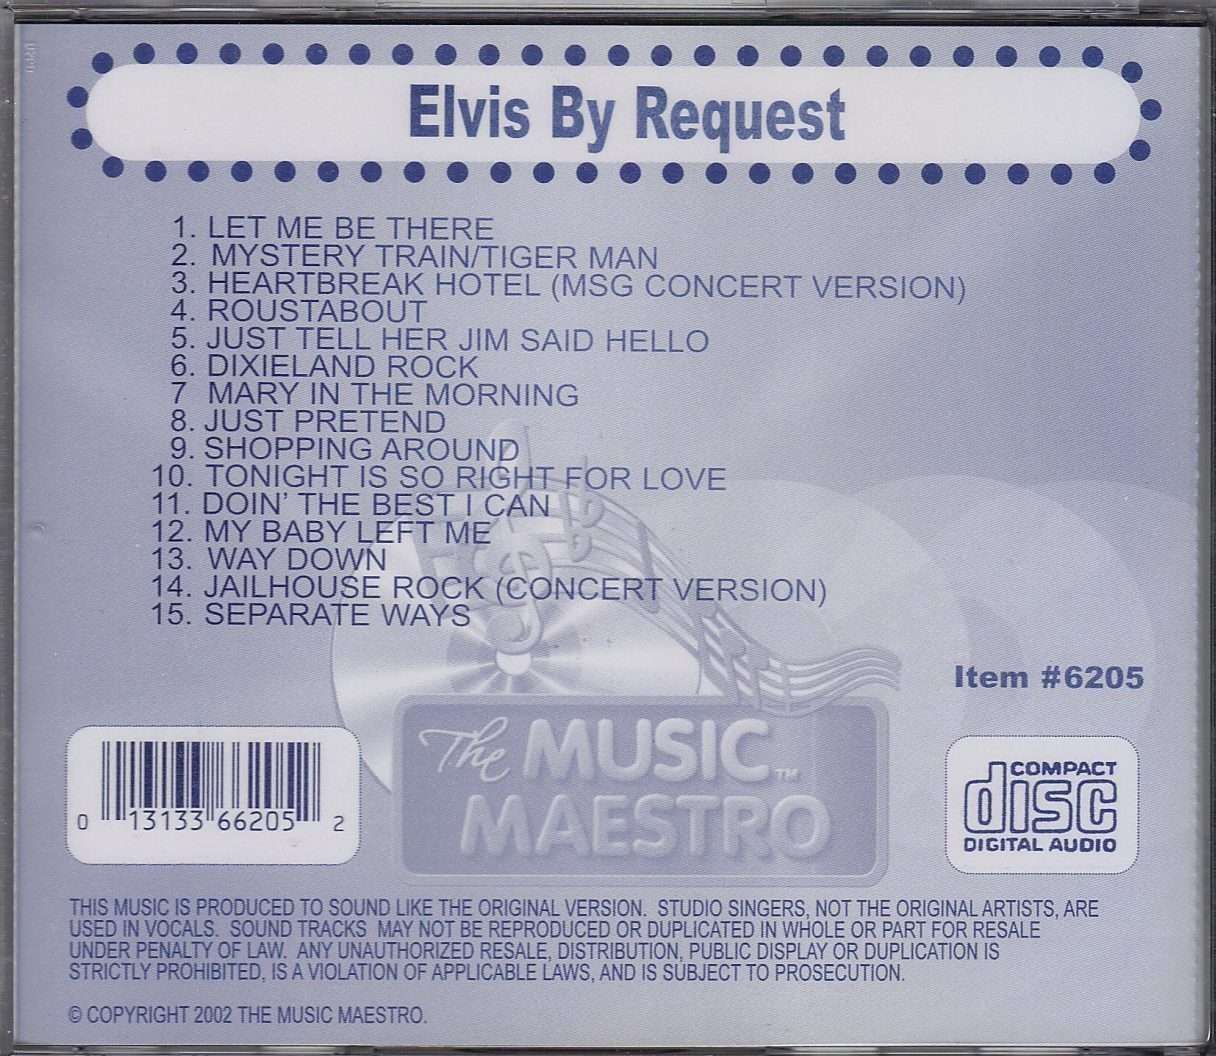 Elvis By Request
1. LET ME BE THERE
2. MYSTERY TRAIN/TIGER MAN
3. HEARTBREAK HOTEL (MSG CONCERT VERSION)
4. ROUSTABOUT
5. JUST TELL HER JIM SAID HELLO
6. DIXIELAND ROCK
7 MARY IN THE MORNING
8. JUST PRETEND
9. SHOPPING AROUND
10. TONIGHT IS SO RIGHT FOR LOVE
11. DOIN' THE BEST I CAN
12. MY BABY LEFT ME
13. WAY DOWN
14. JAILHOUSE ROCK (CONCERT VERSION)
15. SEPARATE WAYS
Item #6205
The MUSIC™
MAESTRO
0 13133 66205 2
COMPACT
disc
DIGITAL AUDIO
THIS MUSIC IS PRODUCED TO SOUND LIKE THE ORIGINAL VERSION. STUDIO SINGERS, NOT THE ORIGINAL ARTISTS, ARE
USED IN VOCALS. SOUND TRACKS MAY NOT BE REPRODUCED OR DUPLICATED IN WHOLE OR PART FOR RESALE
UNDER PENALTY OF LAW. ANY UNAUTHORIZED RESALE, DISTRIBUTION, PUBLIC DISPLAY OR DUPLICATION IS
STRICTLY PROHIBITED, IS A VIOLATION OF APPLICABLE LAWS, AND IS SUBJECT TO PROSECUTION.
© COPYRIGHT 2002 THE MUSIC MAESTRO.